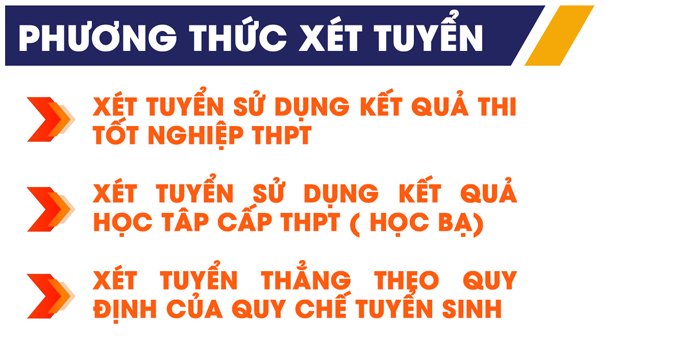 PHƯƠNG THỨC XÉT TUYỂN
XÉT TUYỂN SỬ DỤNG KẾT QUẢ THI
TỐT NGHIỆP THPT
XÉT TUYỂN SỬ DỤNG KẾT QUẢ
HỌC TÂP CẤP THPT ( HỌC BẠ)
XÉT TUYỂN THẲNG THEO QUY
ĐỊNH CỦA QUY CHẾ TUYỂN SINH